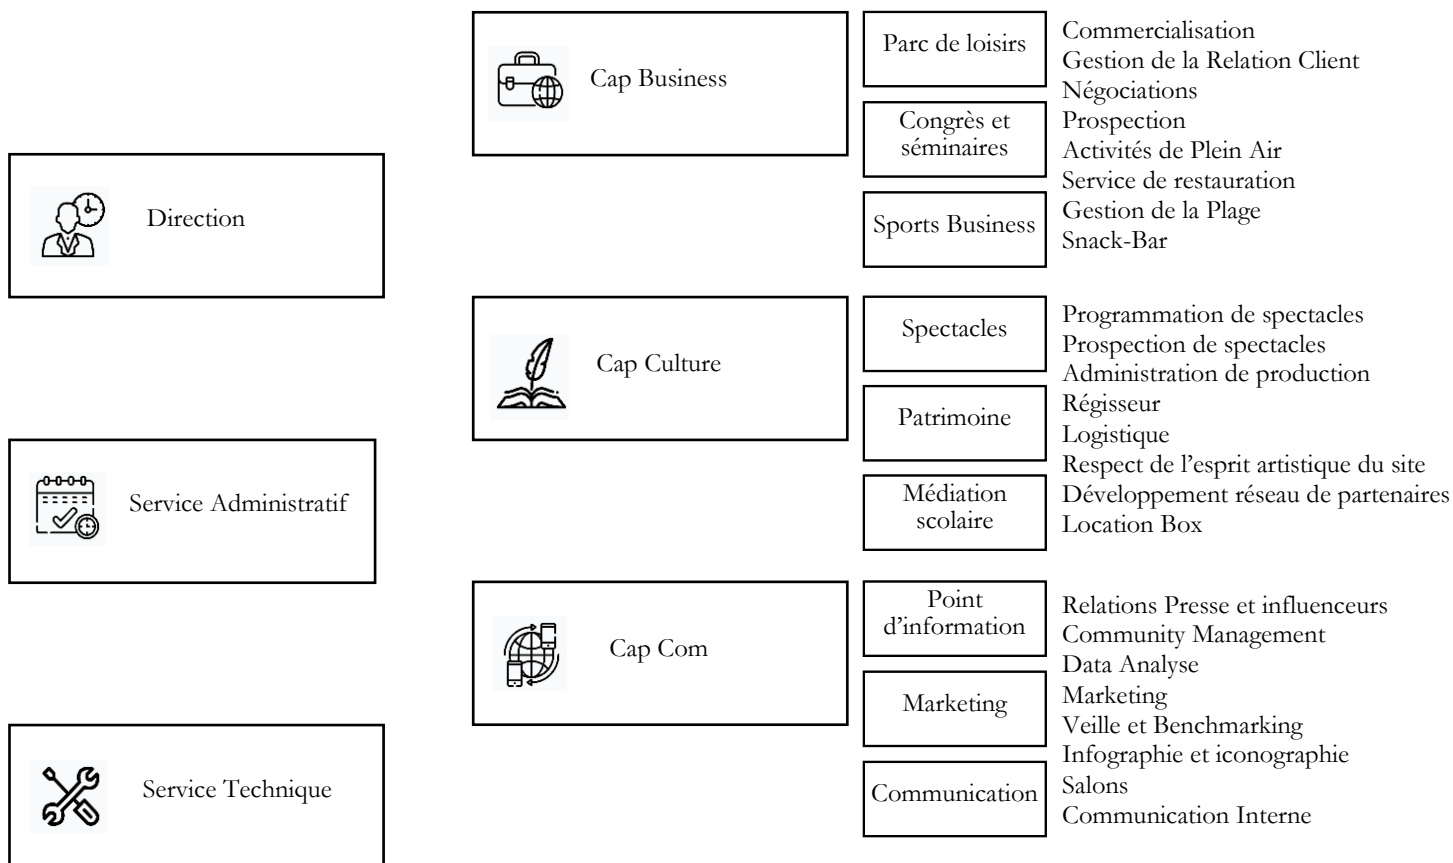 Direction
Service Administratif
Service Technique
Cap Business
Parc de loisirs
Congrès et
séminaires
Sports Business
Commercialisation
Gestion de la Relation Client
Négociations
Prospection
Activités de Plein Air
Service de restauration
Gestion de la Plage
Snack-Bar
Cap Culture
Spectacles
Patrimoine
Médiation
scolaire
Programmation de spectacles
Prospection de spectacles
Administration de production
Régisseur
Logistique
Respect de l’esprit artistique du site
Développement réseau de partenaires
Location Box
Cap Com
Point
d’information
Marketing
Communication
Relations Presse et influenceurs
Community Management
Data Analyse
Marketing
Veille et Benchmarking
Infographie et iconographie
Salons
Communication Interne